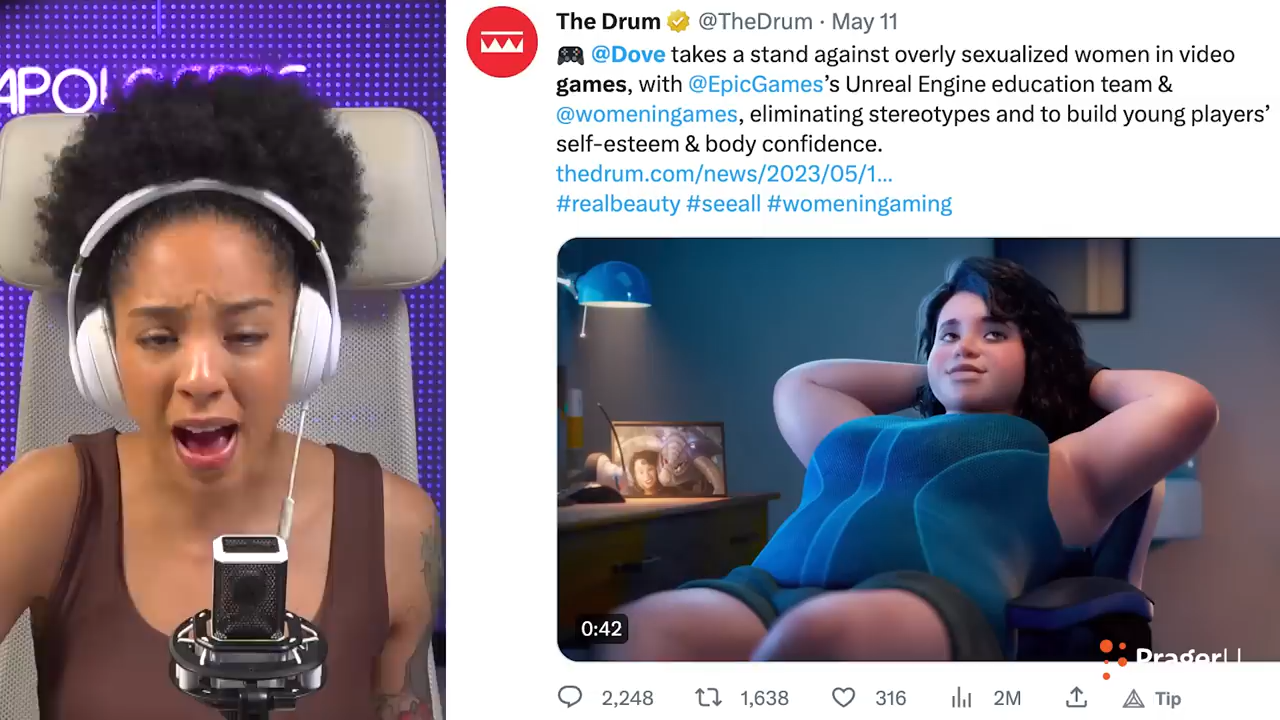 The Drum @TheDrum · May 11
🎮 @Dove takes a stand against overly sexualized women in video
games, with @EpicGames’s Unreal Engine education team &
@womeningames, eliminating stereotypes and to build young players’
self-esteem & body confidence.
thedrum.com/news/2023/05/1...
#realbeauty #seeall #womeningaming
0:42
PragerU
2,248 1,638 316 2M Tip